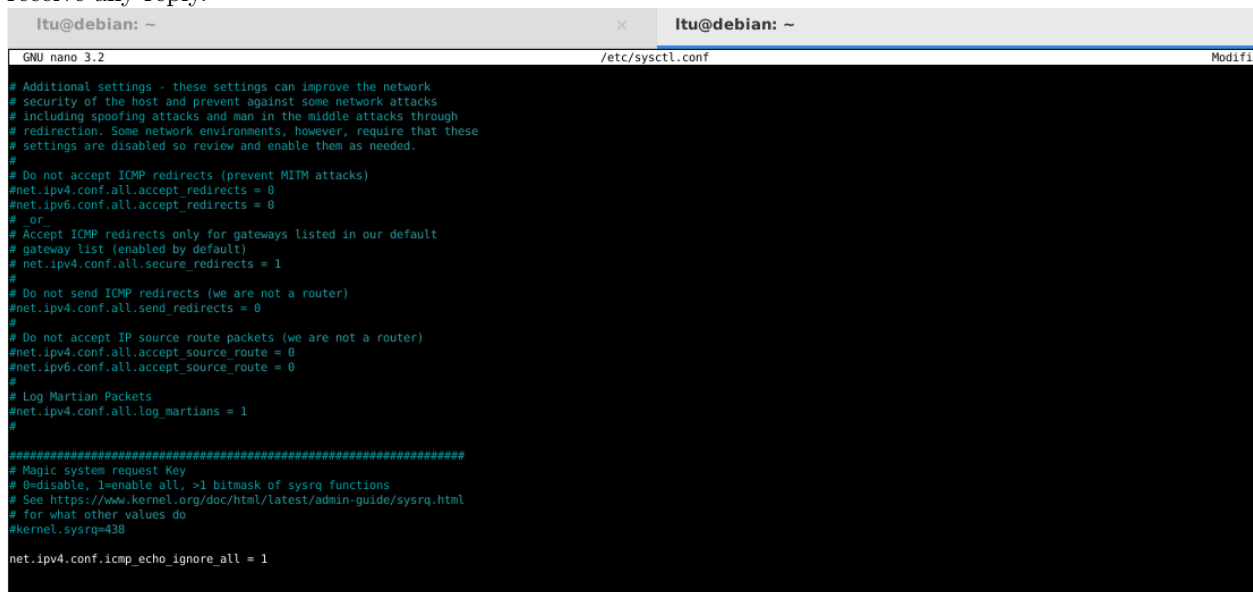 receive any reply.
ltu@debian: ~ × ltu@debian: ~
GNU nano 3.2 /etc/sysctl.conf Modifi
# Additional settings - these settings can improve the network
# security of the host and prevent against some network attacks
# including spoofing attacks and man in the middle attacks through
# redirection. Some network environments, however, require that these
# settings are disabled so review and enable them as needed.
#
# Do not accept ICMP redirects (prevent MITM attacks)
#net.ipv4.conf.all.accept_redirects = 0
#net.ipv6.conf.all.accept_redirects = 0
# _or_
# Accept ICMP redirects only for gateways listed in our default
# gateway list (enabled by default)
# net.ipv4.conf.all.secure_redirects = 1
#
# Do not send ICMP redirects (we are not a router)
#net.ipv4.conf.all.send_redirects = 0
#
# Do not accept IP source route packets (we are not a router)
#net.ipv4.conf.all.accept_source_route = 0
#net.ipv6.conf.all.accept_source_route = 0
#
# Log Martian Packets
#net.ipv4.conf.all.log_martians = 1
#
###################################################################
# Magic system request Key
# 0=disable, 1=enable all, >1 bitmask of sysrq functions
# See https://www.kernel.org/doc/html/latest/admin-guide/sysrq.html
# for what other values do
#kernel.sysrq=438
net.ipv4.conf.icmp_echo_ignore_all = 1